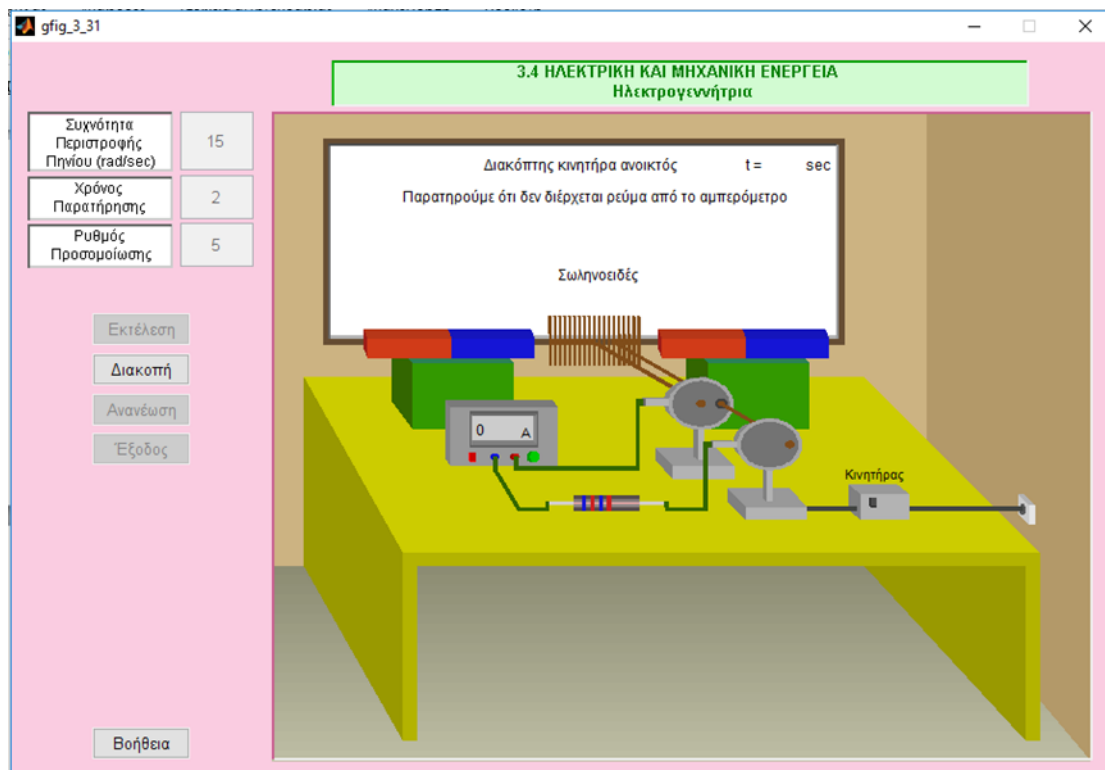 gfig_3_31
3.4 ΗΛΕΚΤΡΙΚΗ ΚΑΙ ΜΗΧΑΝΙΚΗ ΕΝΕΡΓΕΙΑ
Ηλεκτρογεννήτρια
Συχνότητα
Περιστροφής
Πηνίου (rad/sec)
15
Χρόνος
Παρατήρησης
2
Ρυθμός
Προσομοίωσης
5
Εκτέλεση
Διακοπή
Ανανέωση
Έξοδος
Βοήθεια
Διακόπτης κινητήρα ανοικτός t = sec
Παρατηρούμε ότι δεν διέρχεται ρεύμα από το αμπερόμετρο
Σωληνοειδές
0 A
Κινητήρας